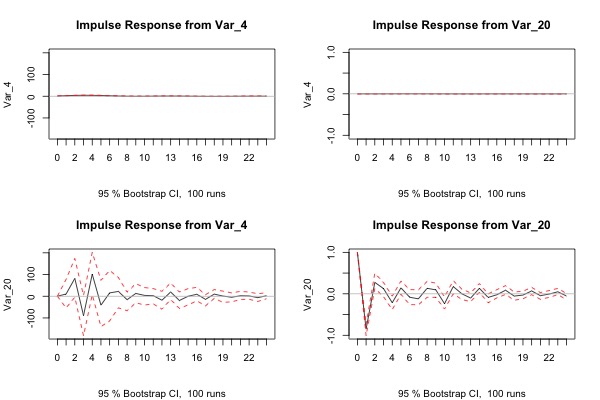 Impulse Response from Var_4
Var_4
100
0
-100
0 2 4 6 8 10 13 16 19 22
95 % Bootstrap CI, 100 runs
Impulse Response from Var_20
Var_4
1.0
0.0
-1.0
0 2 4 6 8 10 13 16 19 22
95 % Bootstrap CI, 100 runs
Impulse Response from Var_4
Var_20
100
0
-100
0 2 4 6 8 10 13 16 19 22
95 % Bootstrap CI, 100 runs
Impulse Response from Var_20
Var_20
1.0
0.0
-1.0
0 2 4 6 8 10 13 16 19 22
95 % Bootstrap CI, 100 runs